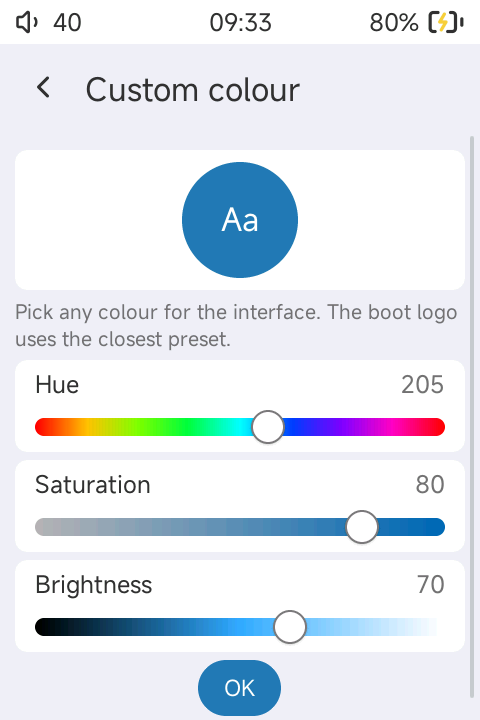 40
09:33
80%
Custom colour
Aa
Pick any colour for the interface. The boot logo
uses the closest preset.
Hue 205
Saturation 80
Brightness 70
OK